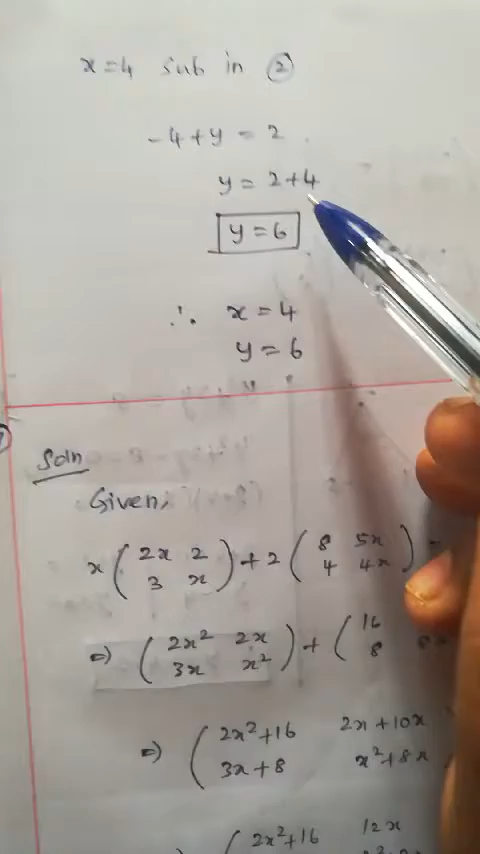 x=4 sub in ②
-4+y = 2
y = 2+4
y = 6
∴ x = 4
y = 6
Soln
Given:
x ( 2x 2 ) + 2 ( 8 5x )
3 x 4 4x
⇒ ( 2x² 2x ) + ( 16
3x x² 8
⇒ ( 2x²+16 2x+10x
3x+8 x²+8x
( 2x²+16 12x